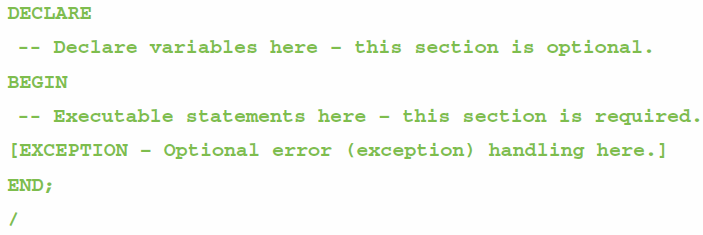 DECLARE
-- Declare variables here – this section is optional.
BEGIN
-- Executable statements here – this section is required.
[EXCEPTION – Optional error (exception) handling here.]
END;
/